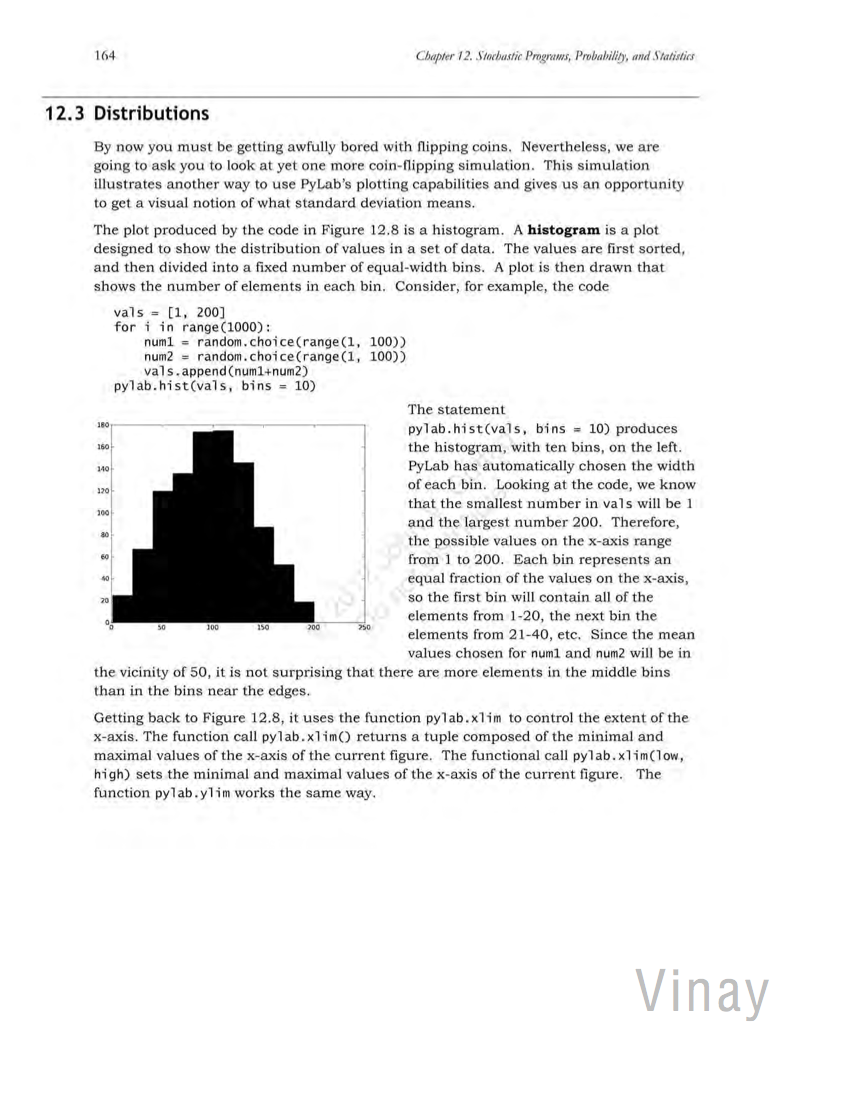 164 Chapter 12. Stochastic Programs, Probability, and Statistics
12.3 Distributions
By now you must be getting awfully bored with flipping coins. Nevertheless, we are
going to ask you to look at yet one more coin-flipping simulation. This simulation
illustrates another way to use PyLab's plotting capabilities and gives us an opportunity
to get a visual notion of what standard deviation means.
The plot produced by the code in Figure 12.8 is a histogram. A histogram is a plot
designed to show the distribution of values in a set of data. The values are first sorted,
and then divided into a fixed number of equal-width bins. A plot is then drawn that
shows the number of elements in each bin. Consider, for example, the code
vals = [1, 200]
for i in range(1000):
    num1 = random.choice(range(1, 100))
    num2 = random.choice(range(1, 100))
    vals.append(num1+num2)
pylab.hist(vals, bins = 10)
180
160
140
120
100
80
60
40
20
0
0 50 100 150 200 250
The statement
pylab.hist(vals, bins = 10) produces
the histogram, with ten bins, on the left.
PyLab has automatically chosen the width
of each bin. Looking at the code, we know
that the smallest number in vals will be 1
and the largest number 200. Therefore,
the possible values on the x-axis range
from 1 to 200. Each bin represents an
equal fraction of the values on the x-axis,
so the first bin will contain all of the
elements from 1-20, the next bin the
elements from 21-40, etc. Since the mean
values chosen for num1 and num2 will be in
the vicinity of 50, it is not surprising that there are more elements in the middle bins
than in the bins near the edges.
Getting back to Figure 12.8, it uses the function pylab.xlim to control the extent of the
x-axis. The function call pylab.xlim() returns a tuple composed of the minimal and
maximal values of the x-axis of the current figure. The functional call pylab.xlim(low,
high) sets the minimal and maximal values of the x-axis of the current figure. The
function pylab.ylim works the same way.
Vinay